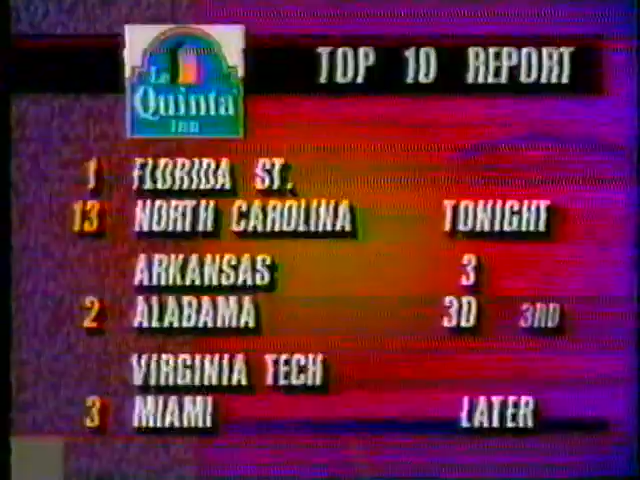 La
Quinta
Inn
TOP 10 REPORT
1 FLORIDA ST.
13 NORTH CAROLINA TONIGHT
ARKANSAS 3
2 ALABAMA 30 3RD
VIRGINIA TECH
3 MIAMI LATER